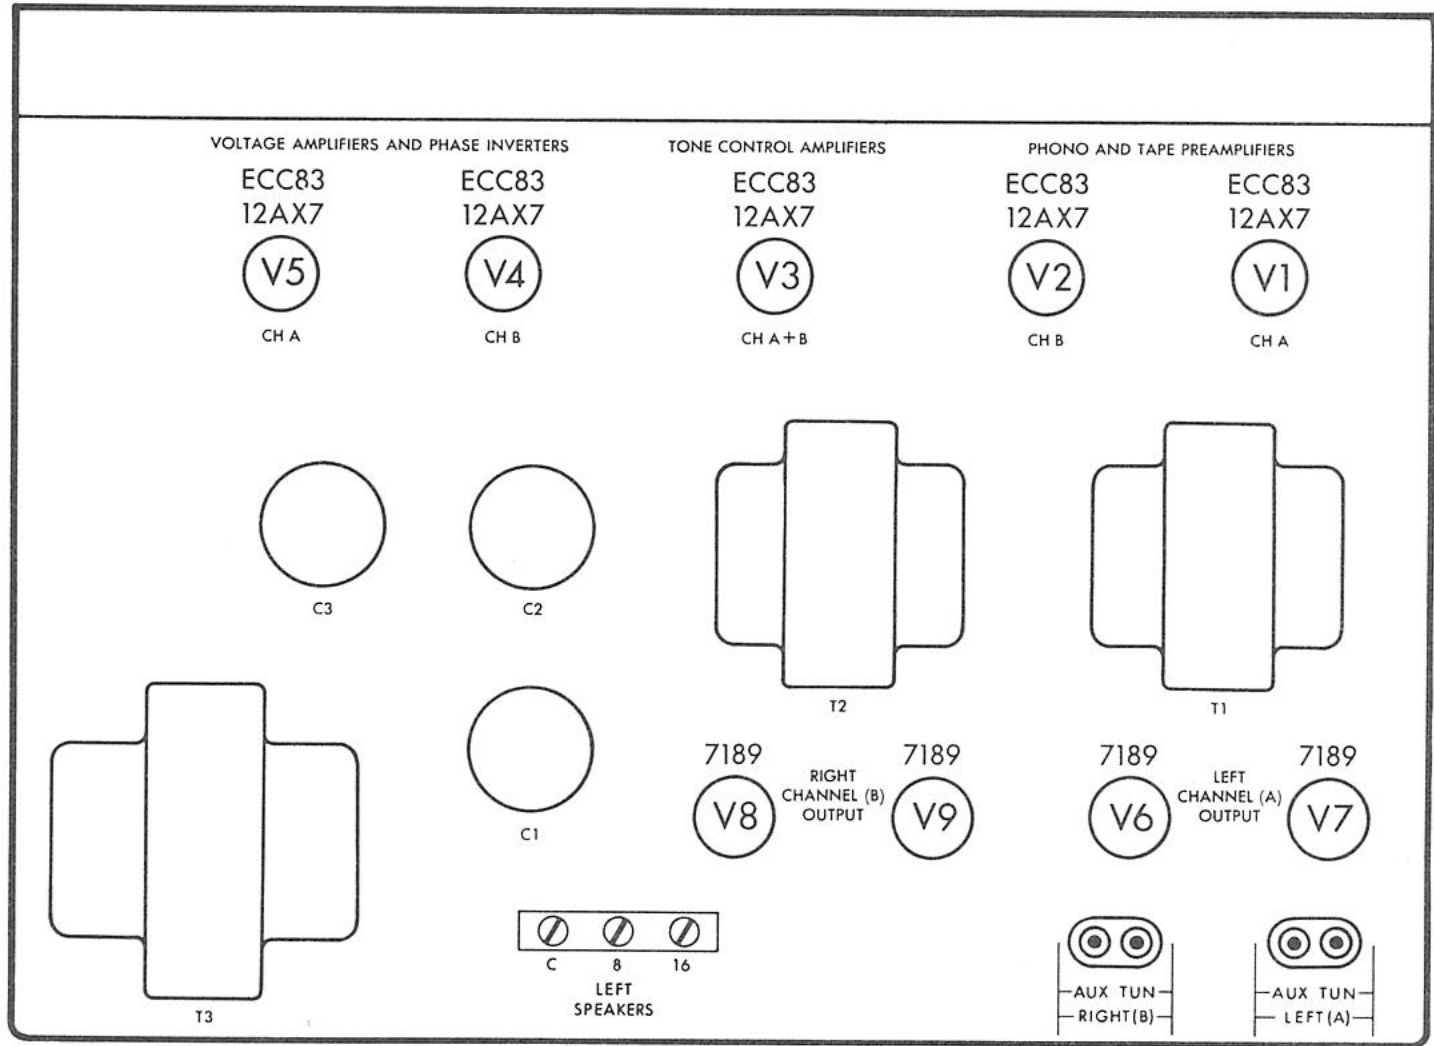 VOLTAGE AMPLIFIERS AND PHASE INVERTERS
TONE CONTROL AMPLIFIERS
PHONO AND TAPE PREAMPLIFIERS
ECC83 ECC83 ECC83 ECC83 ECC83
12AX7 12AX7 12AX7 12AX7 12AX7
V5 V4 V3 V2 V1
CH A CH B CH A+B CH B CH A
C3 C2
T2 T1
7189 7189 7189 7189
RIGHT
CHANNEL (B)
OUTPUT
LEFT
CHANNEL (A)
OUTPUT
V8 V9 V6 V7
C1
C 8 16
LEFT
SPEAKERS
T3
AUX TUN
RIGHT(B)
AUX TUN
LEFT(A)